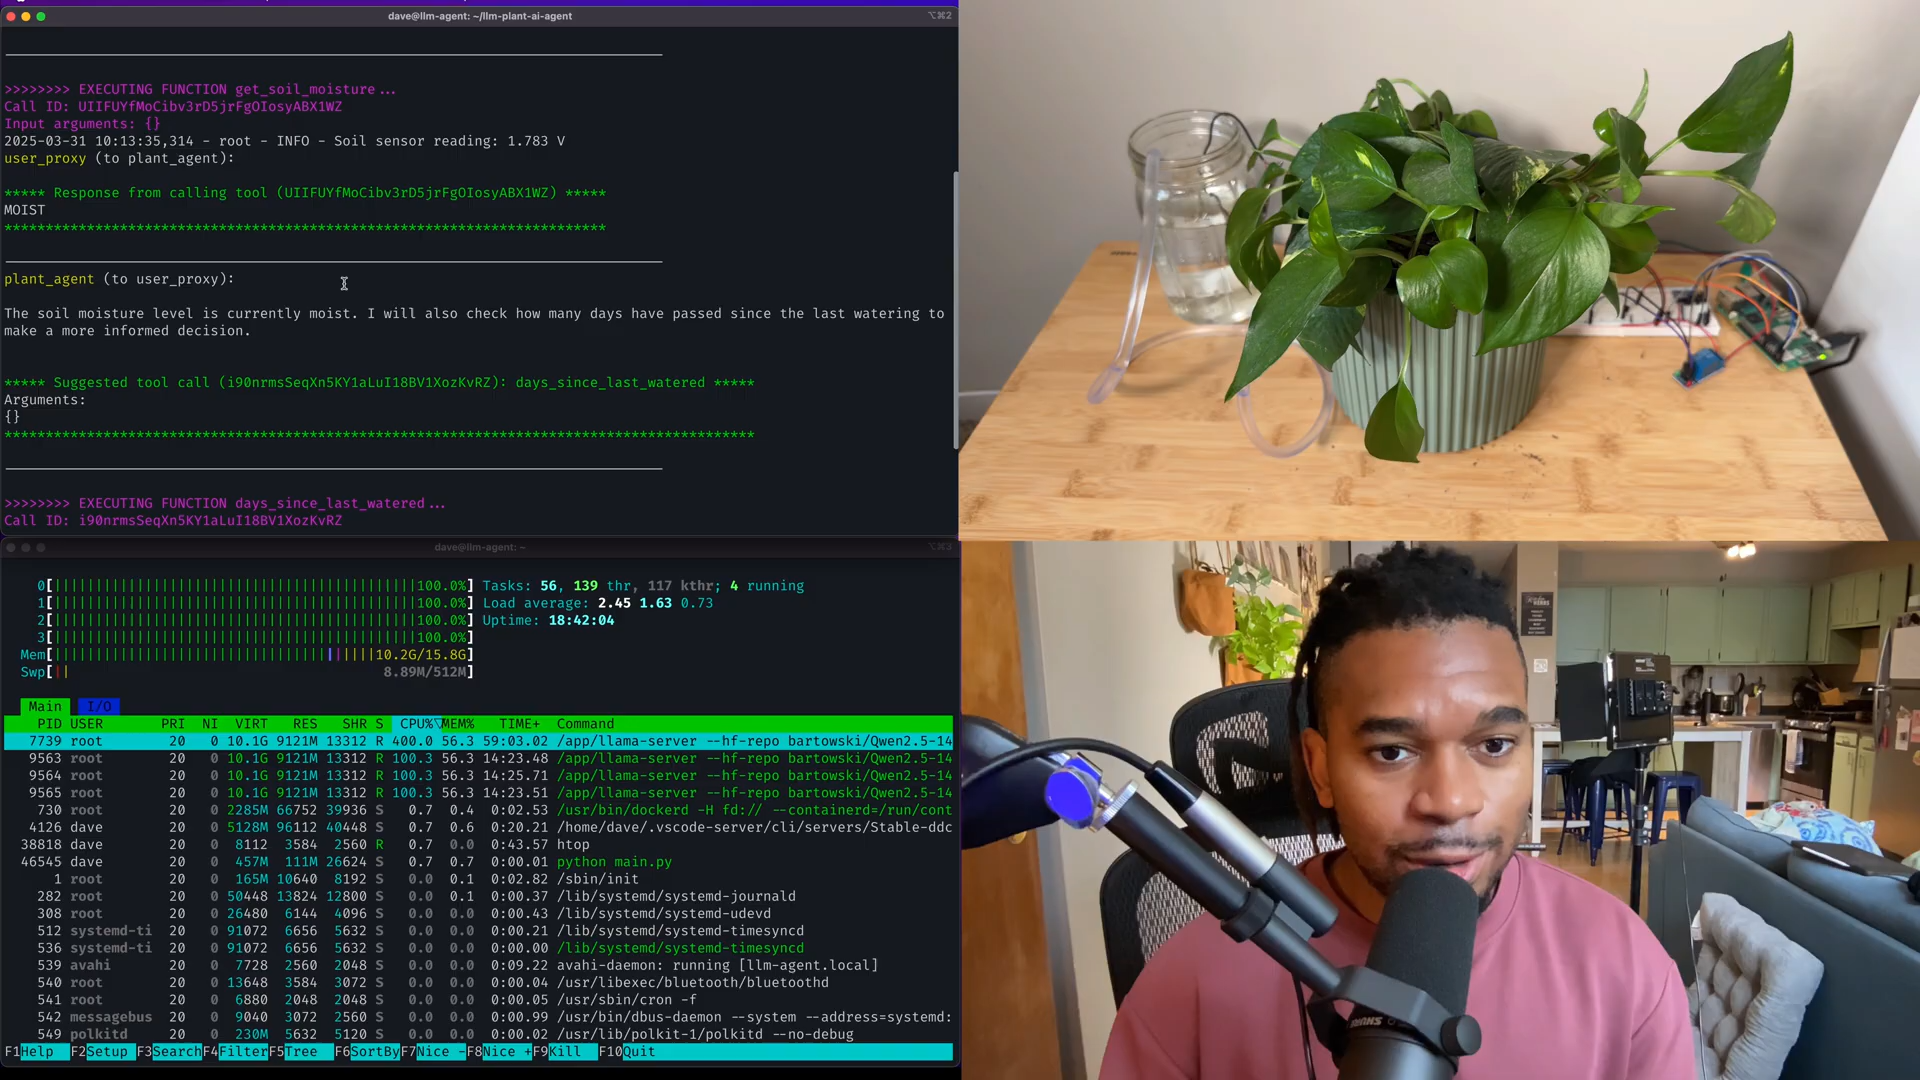 dave@llm-agent: ~/llm-plant-ai-agent
⌥⌘2
>>>>>>>> EXECUTING FUNCTION get_soil_moisture...
Call ID: UIIFUYfMoCibv3rD5jrFgOIosyABX1WZ
Input arguments: {}
2025-03-31 10:13:35,314 - root - INFO - Soil sensor reading: 1.783 V
user_proxy (to plant_agent):
***** Response from calling tool (UIIFUYfMoCibv3rD5jrFgOIosyABX1WZ) *****
MOIST
*************************************************************************
plant_agent (to user_proxy):
The soil moisture level is currently moist. I will also check how many days have passed since the last watering to
make a more informed decision.
***** Suggested tool call (i90nrmsSeqXn5KY1aLuI18BV1XozKvRZ): days_since_last_watered *****
Arguments:
{}
*******************************************************************************************
>>>>>>>> EXECUTING FUNCTION days_since_last_watered...
Call ID: i90nrmsSeqXn5KY1aLuI18BV1XozKvRZ
dave@llm-agent: ~
⌥⌘3
0[||||||||||||||||||||||||||||||||||||||||||||100.0%] Tasks: 56, 139 thr, 117 kthr; 4 running
1[||||||||||||||||||||||||||||||||||||||||||||100.0%] Load average: 2.45 1.63 0.73
2[||||||||||||||||||||||||||||||||||||||||||||100.0%] Uptime: 18:42:04
3[||||||||||||||||||||||||||||||||||||||||||||100.0%]
Mem[|||||||||||||||||||||||||||||||||||||||10.2G/15.8G]
Swp[|| 8.89M/512M]
Main I/O
PID USER PRI NI VIRT RES SHR S CPU%▽MEM% TIME+ Command
7739 root 20 0 10.1G 9121M 13312 R 400.0 56.3 59:03.02 /app/llama-server --hf-repo bartowski/Qwen2.5-14
9563 root 20 0 10.1G 9121M 13312 R 100.3 56.3 14:23.48 /app/llama-server --hf-repo bartowski/Qwen2.5-14
9564 root 20 0 10.1G 9121M 13312 R 100.3 56.3 14:25.71 /app/llama-server --hf-repo bartowski/Qwen2.5-14
9565 root 20 0 10.1G 9121M 13312 R 100.3 56.3 14:23.51 /app/llama-server --hf-repo bartowski/Qwen2.5-14
730 root 20 0 2285M 66752 39936 S 0.7 0.4 0:02.53 /usr/bin/dockerd -H fd:// --containerd=/run/cont
4126 dave 20 0 5128M 96112 40448 S 0.7 0.6 0:20.21 /home/dave/.vscode-server/cli/servers/Stable-ddc
38818 dave 20 0 8112 3584 2560 R 0.7 0.0 0:43.57 htop
46545 dave 20 0 457M 111M 26624 S 0.7 0.7 0:00.01 python main.py
1 root 20 0 165M 10640 8192 S 0.0 0.1 0:02.82 /sbin/init
282 root 20 0 50448 13824 12800 S 0.0 0.1 0:00.37 /lib/systemd/systemd-journald
308 root 20 0 26480 6144 4096 S 0.0 0.0 0:00.43 /lib/systemd/systemd-udevd
512 systemd-ti 20 0 91072 6656 5632 S 0.0 0.0 0:00.21 /lib/systemd/systemd-timesyncd
536 systemd-ti 20 0 91072 6656 5632 S 0.0 0.0 0:00.00 /lib/systemd/systemd-timesyncd
539 avahi 20 0 7728 2560 2048 S 0.0 0.0 0:09.22 avahi-daemon: running [llm-agent.local]
540 root 20 0 13648 3584 3072 S 0.0 0.0 0:00.04 /usr/libexec/bluetooth/bluetoothd
541 root 20 0 6880 2048 2048 S 0.0 0.0 0:00.05 /usr/sbin/cron -f
542 messagebus 20 0 9040 3072 2560 S 0.0 0.0 0:00.99 /usr/bin/dbus-daemon --system --address=systemd:
549 polkitd 20 0 230M 5632 5120 S 0.0 0.0 0:00.02 /usr/lib/polkit-1/polkitd --no-debug
F1Help F2Setup F3SearchF4FilterF5Tree F6SortByF7Nice -F8Nice +F9Kill F10Quit
SHURE